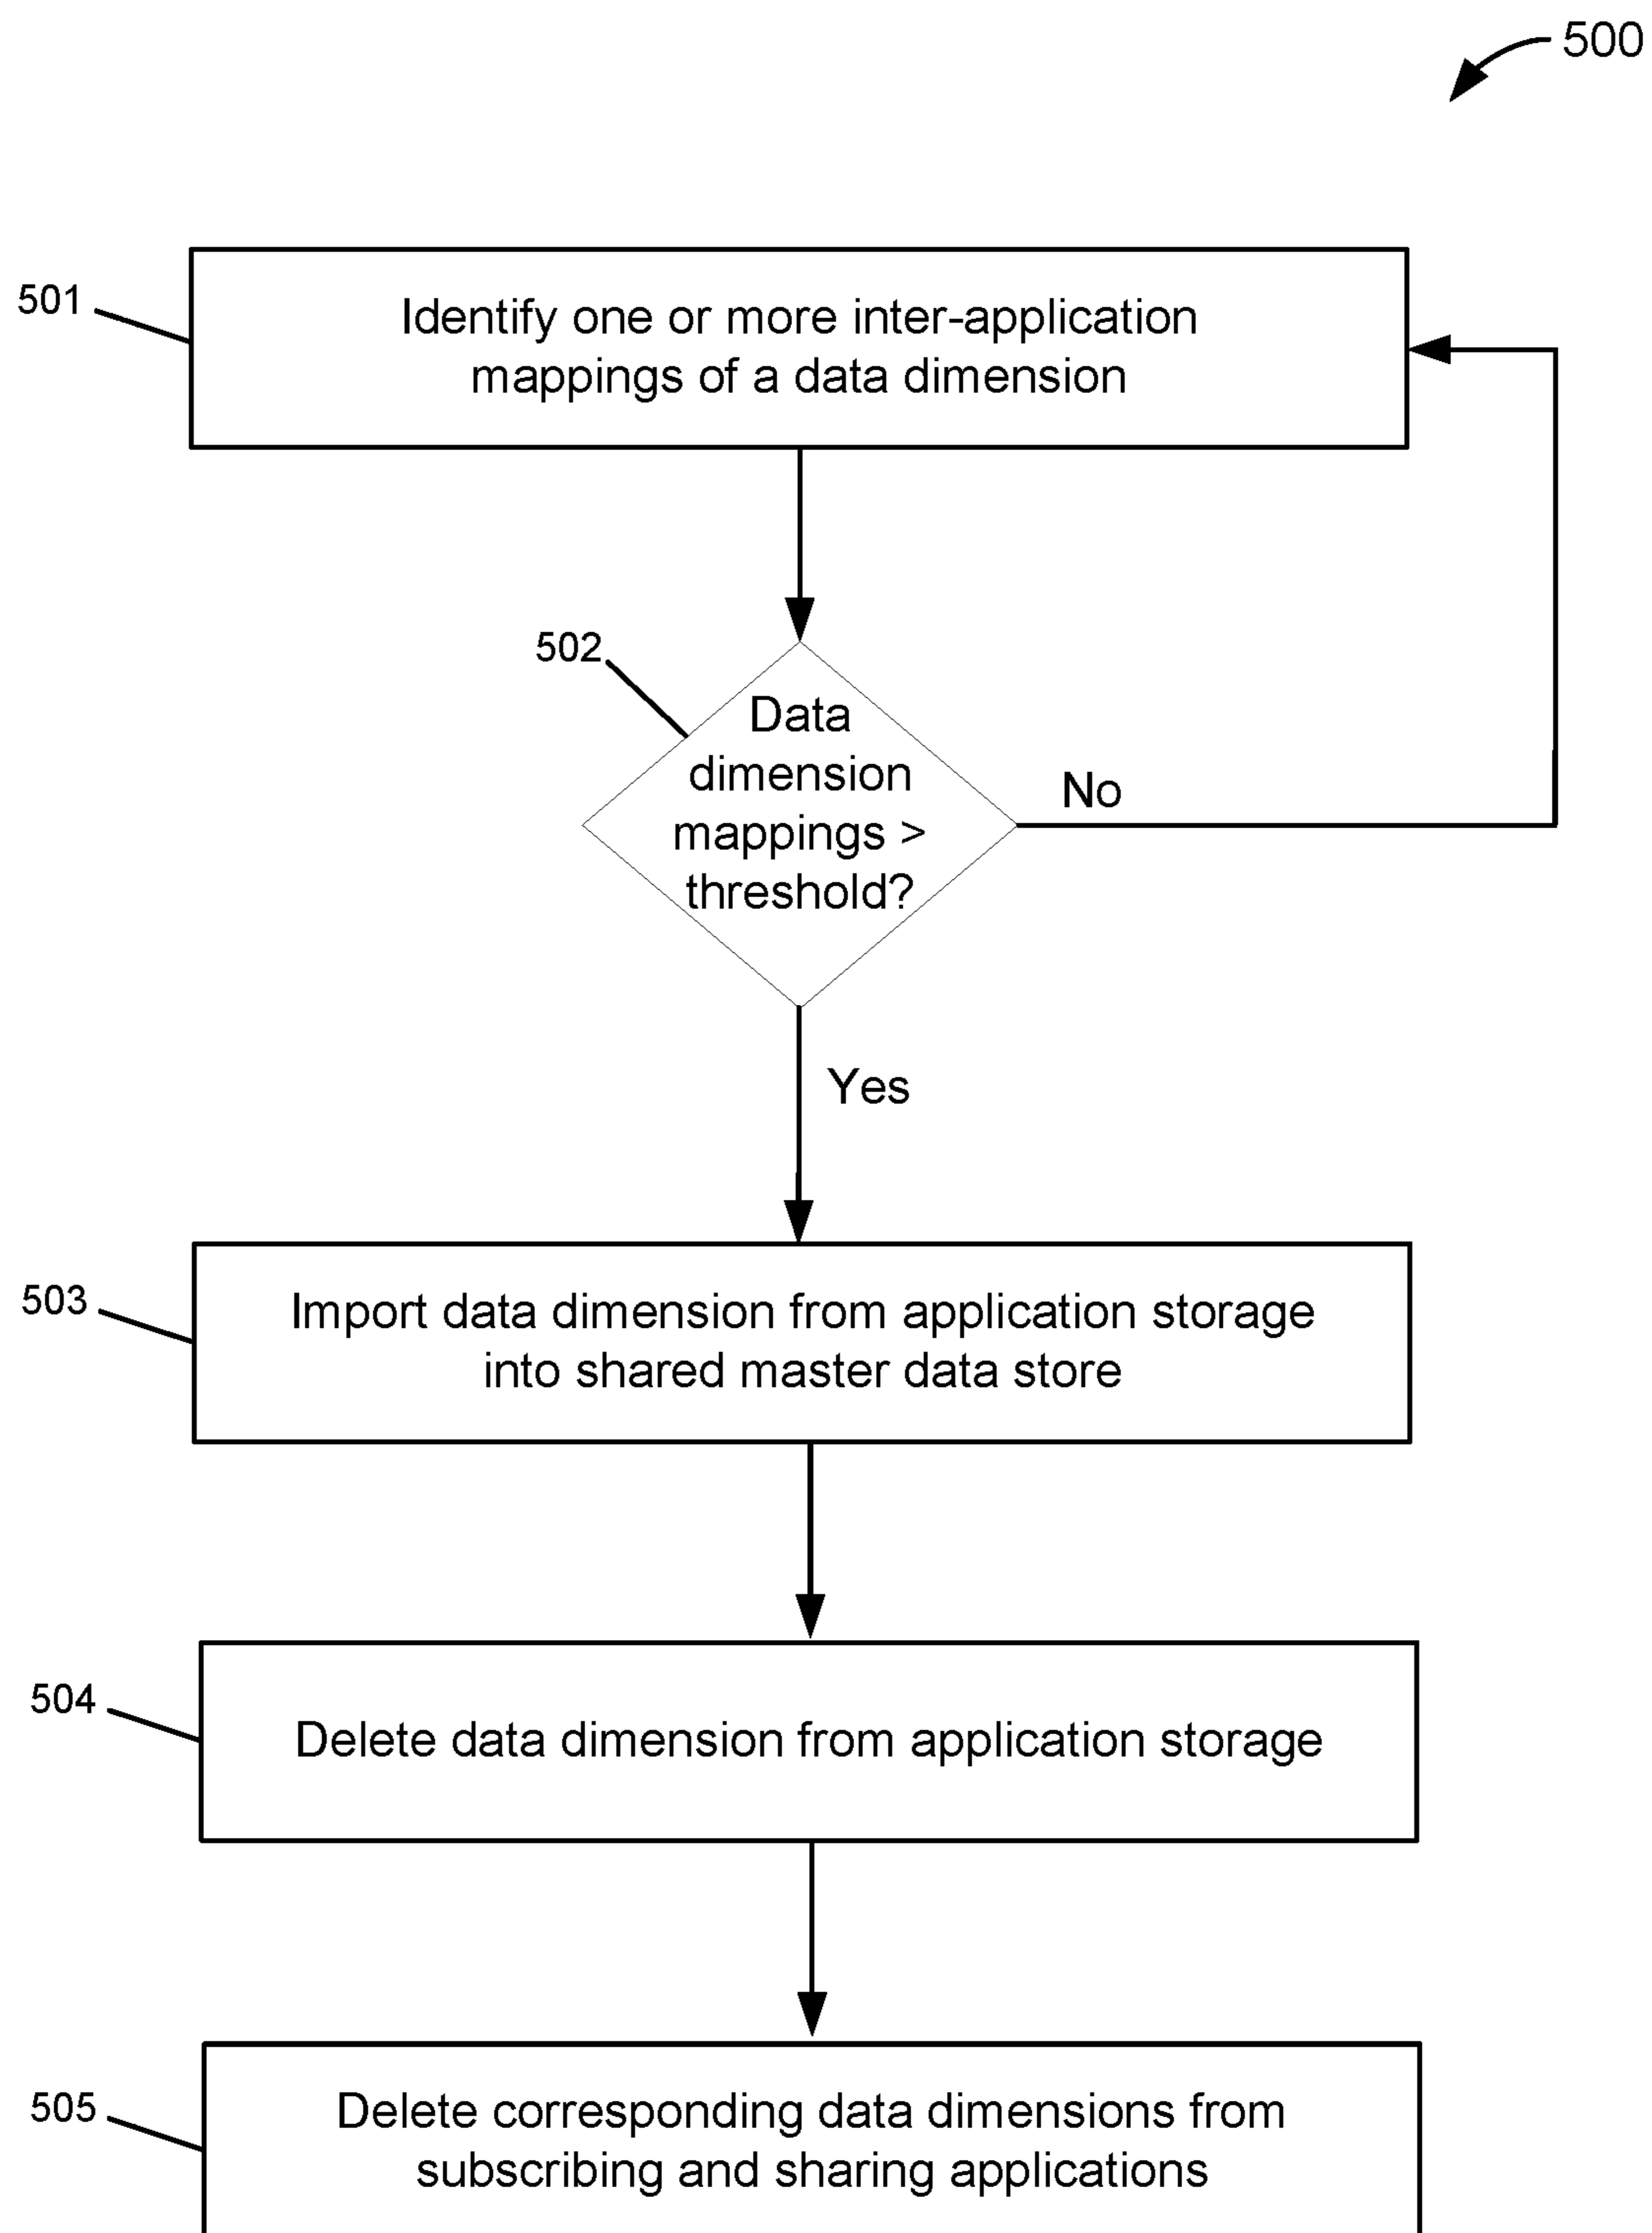 500
501
Identify one or more inter-application
mappings of a data dimension
502
Data
dimension
mappings >
threshold?
No
Yes
503
Import data dimension from application storage
into shared master data store
504
Delete data dimension from application storage
505
Delete corresponding data dimensions from
subscribing and sharing applications